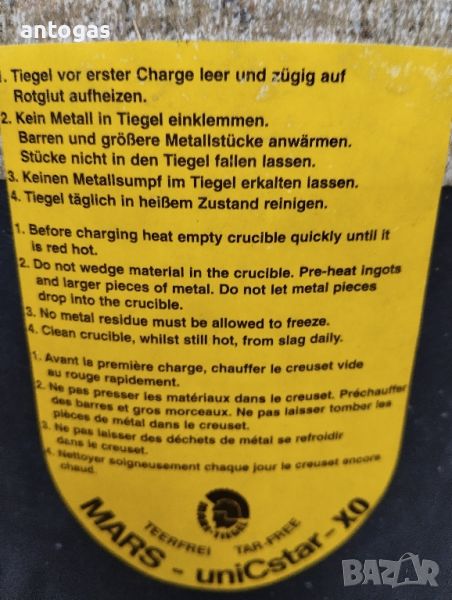 antogas
1. Tiegel vor erster Charge leer und zügig auf
Rotglut aufheizen.
2. Kein Metall in Tiegel einklemmen.
Barren und größere Metallstücke anwärmen.
Stücke nicht in den Tiegel fallen lassen.
3. Keinen Metallsumpf im Tiegel erkalten lassen.
4. Tiegel täglich in heißem Zustand reinigen.
1. Before charging heat empty crucible quickly until it
is red hot.
2. Do not wedge material in the crucible. Pre-heat ingots
and larger pieces of metal. Do not let metal pieces
drop into the crucible.
3. No metal residue must be allowed to freeze.
4. Clean crucible, whilst still hot, from slag daily.
1. Avant la première charge, chauffer le creuset vide
au rouge rapidement.
2. Ne pas presser les matériaux dans le creuset. Préchauffer
des barres et gros morceaux. Ne pas laisser tomber les
pièces de métal dans le creuset.
3. Ne pas laisser des déchets de métal se refroidir
dans le creuset.
4. Nettoyer soigneusement chaque jour le creuset encore
chaud.
TEERFREI TAR-FREE
MARS - uniCstar - XO
BAZAR